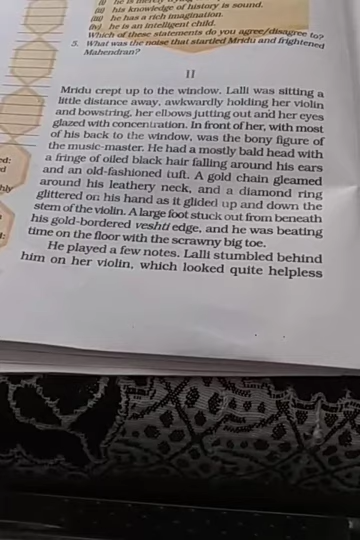 (i) he is merely
(ii) his knowledge of history is sound.
(iii) he has a rich imagination.
(iv) he is an intelligent child.
Which of these statements do you agree/disagree to?
5. What was the noise that startled Mridu and frightened
Mahendran?
II
Mridu crept up to the window. Lalli was sitting a
little distance away, awkwardly holding her violin
and bowstring, her elbows jutting out and her eyes
glazed with concentration. In front of her, with most
of his back to the window, was the bony figure of
the music-master. He had a mostly bald head with
a fringe of oiled black hair falling around his ears
and an old-fashioned tuft. A gold chain gleamed
around his leathery neck, and a diamond ring
glittered on his hand as it glided up and down the
stem of the violin. A large foot stuck out from beneath
his gold-bordered veshti edge, and he was beating
time on the floor with the scrawny big toe.
He played a few notes. Lalli stumbled behind
him on her violin, which looked quite helpless